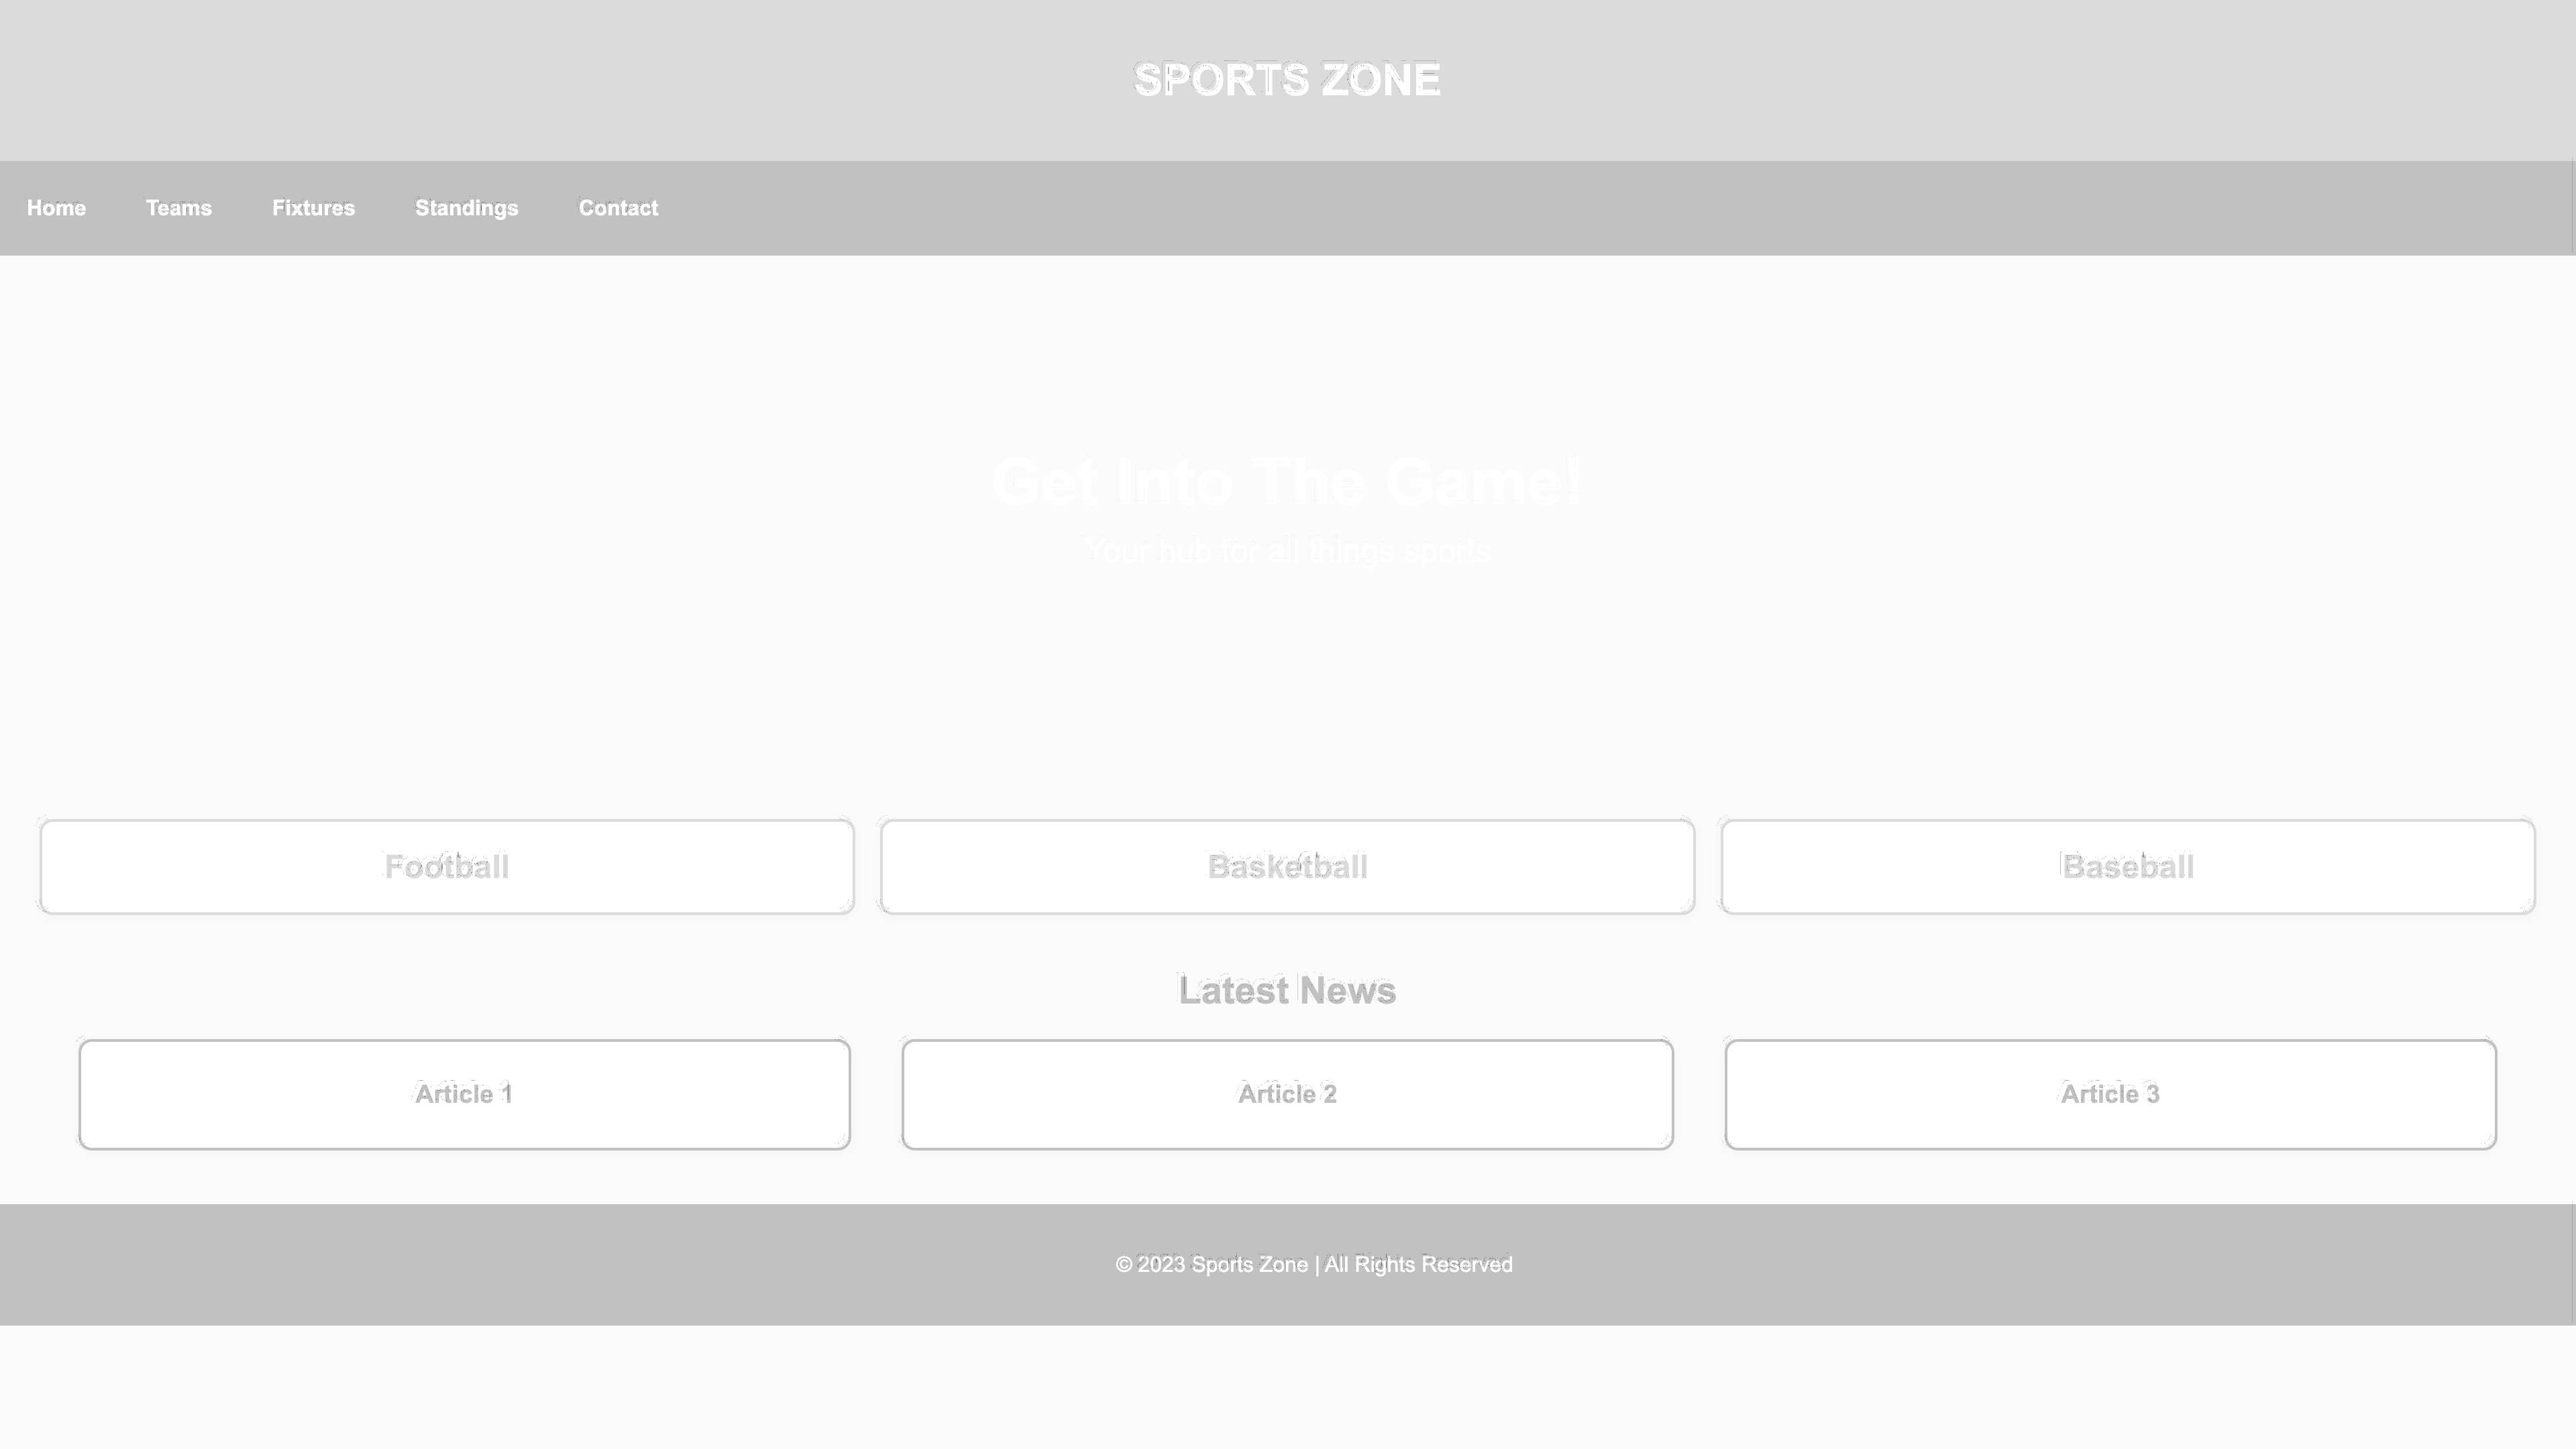 SPORTS ZONE
Home Teams Fixtures Standings Contact
Get Into The Game!
Your hub for all things sports
Football Basketball Baseball
Latest News
Article 1 Article 2 Article 3
© 2023 Sports Zone | All Rights Reserved